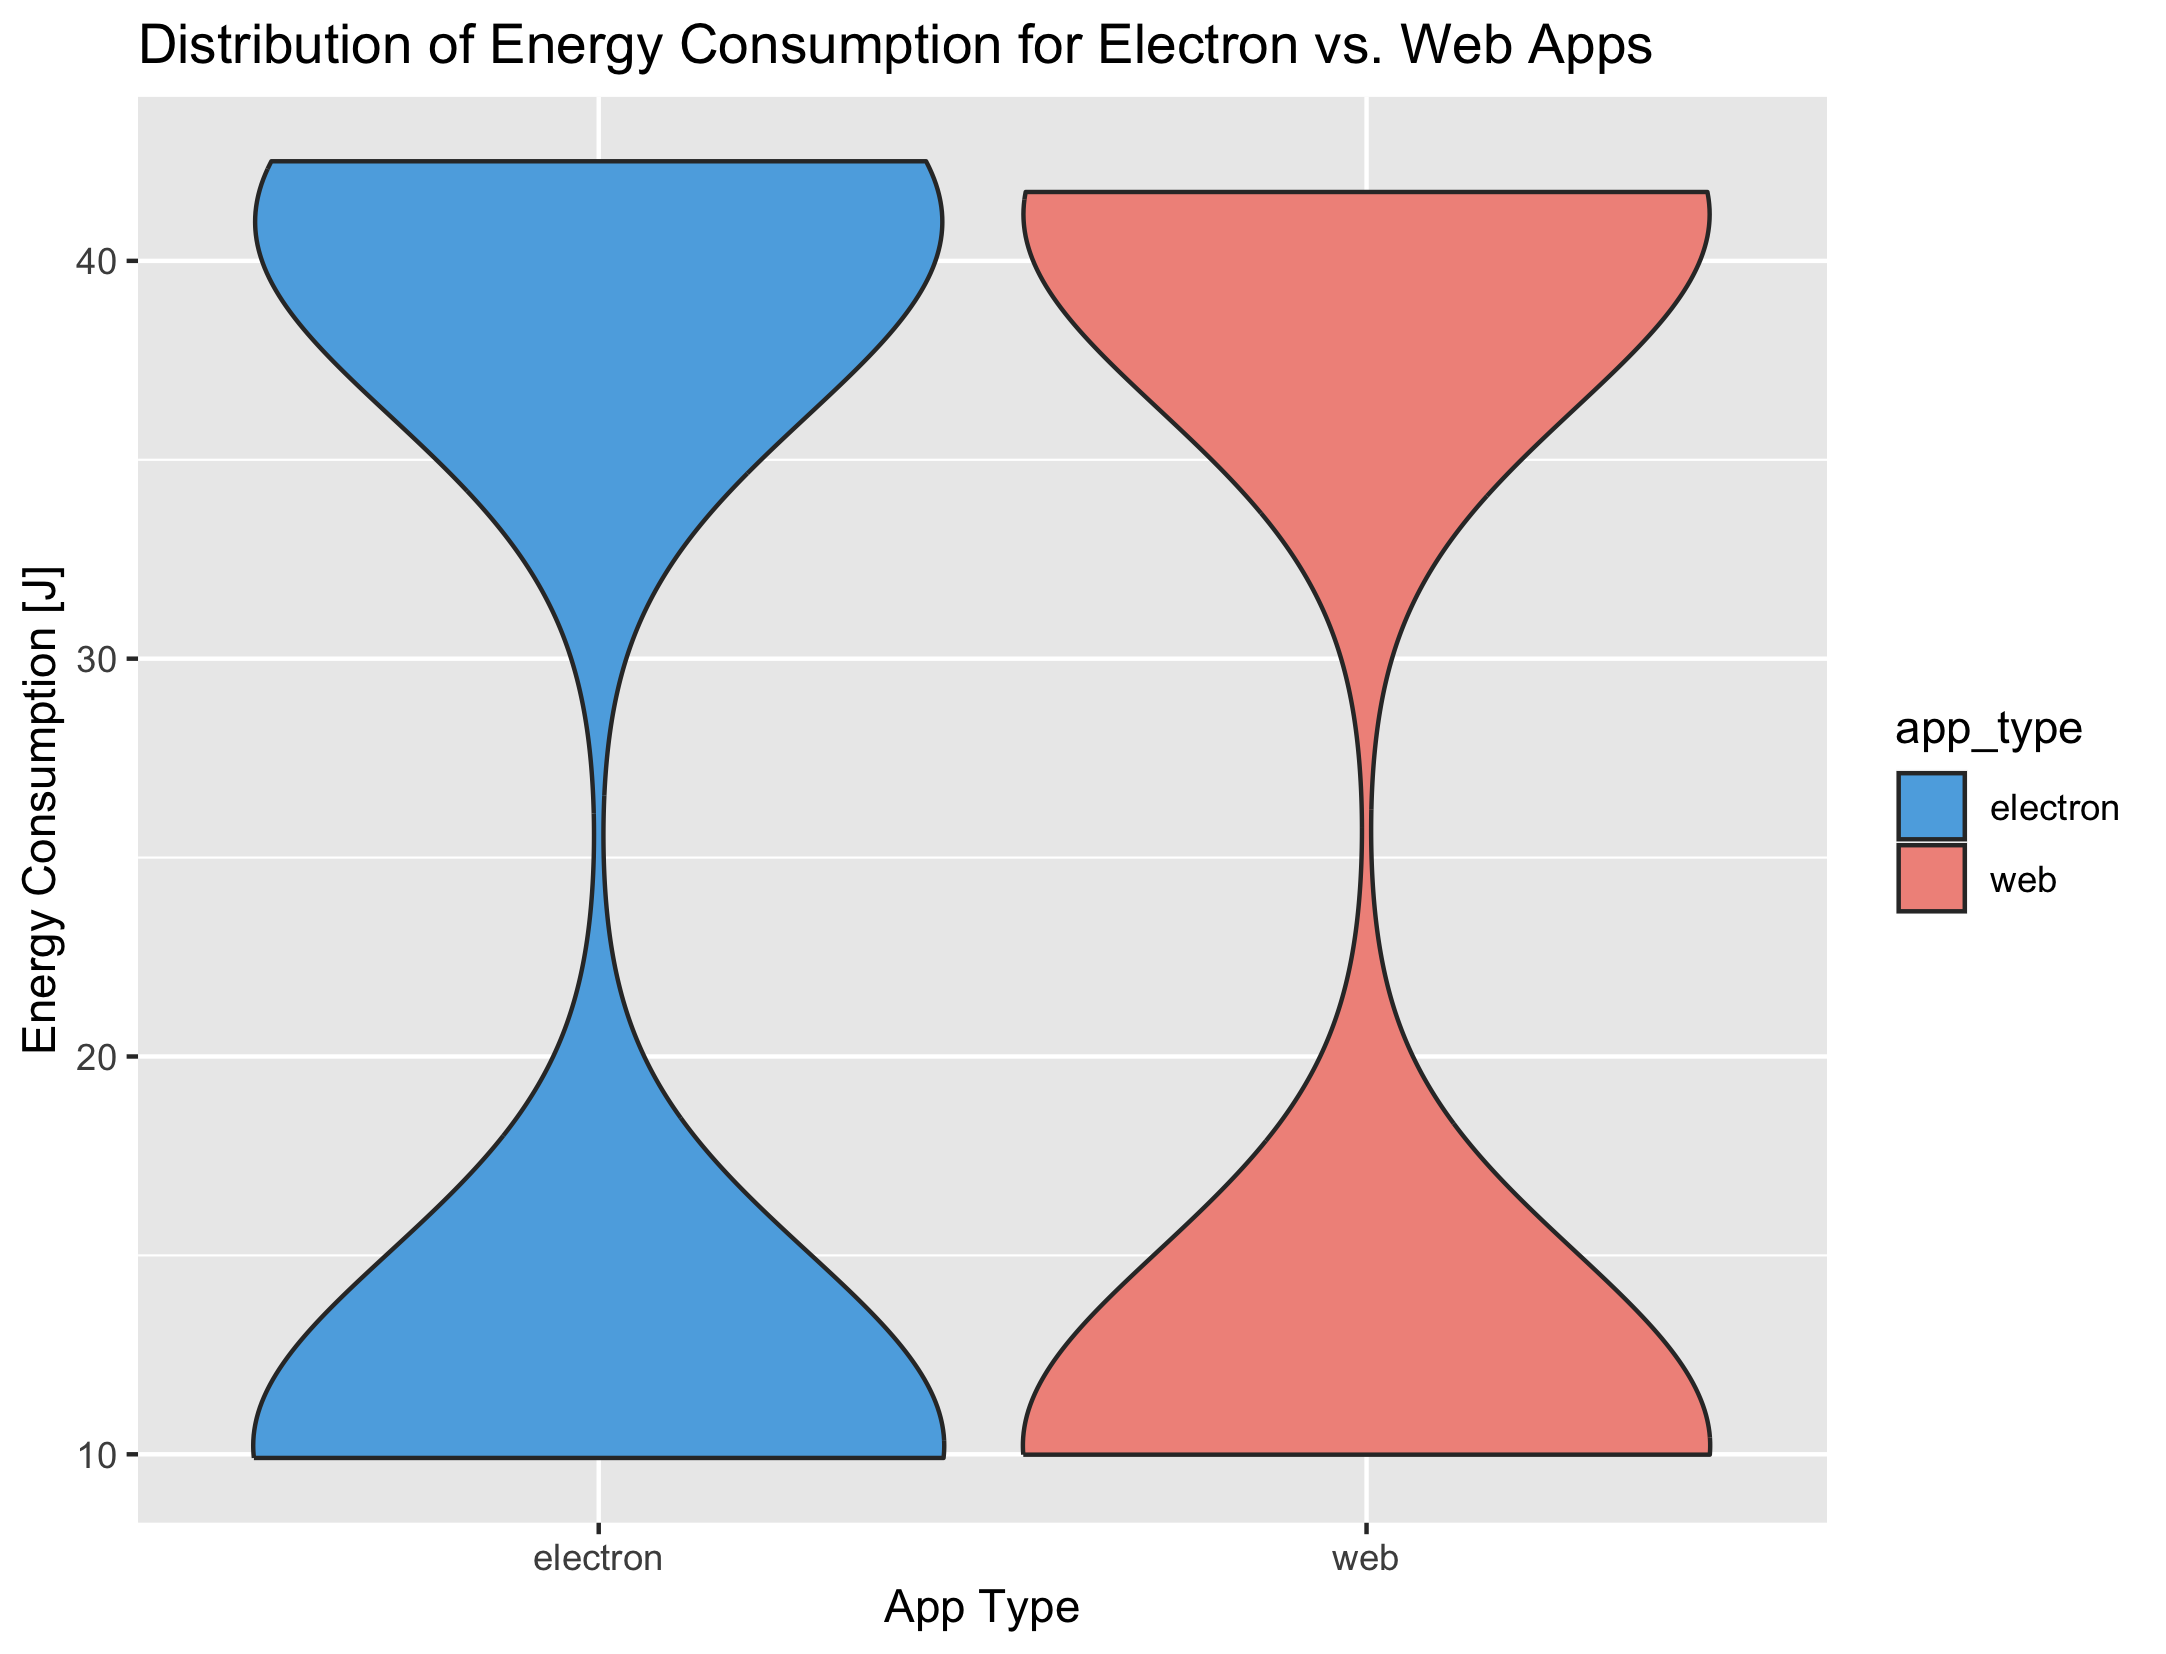 Distribution of Energy Consumption for Electron vs. Web Apps
Energy Consumption [J]
40
30
20
10
electron
web
App Type
app_type
electron
web